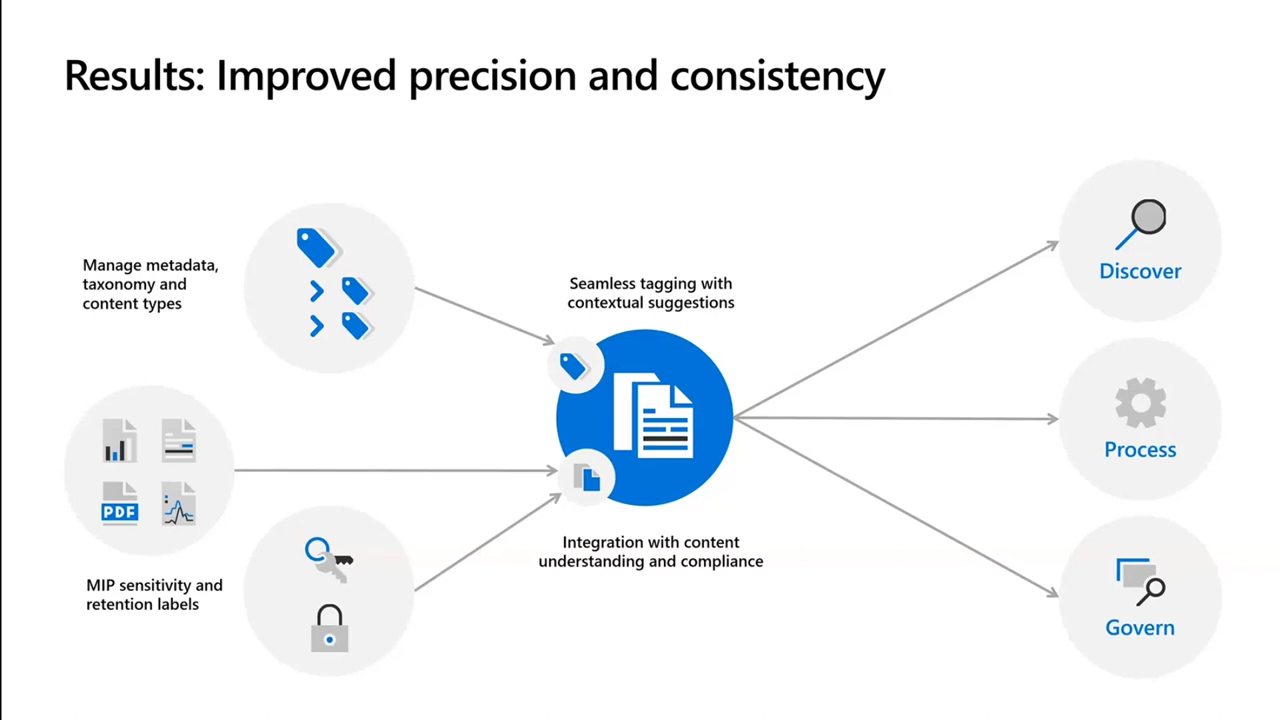 Results: Improved precision and consistency
Manage metadata,
taxonomy and
content types
Seamless tagging with
contextual suggestions
Discover
Process
PDF
Integration with content
understanding and compliance
MIP sensitivity and
retention labels
Govern